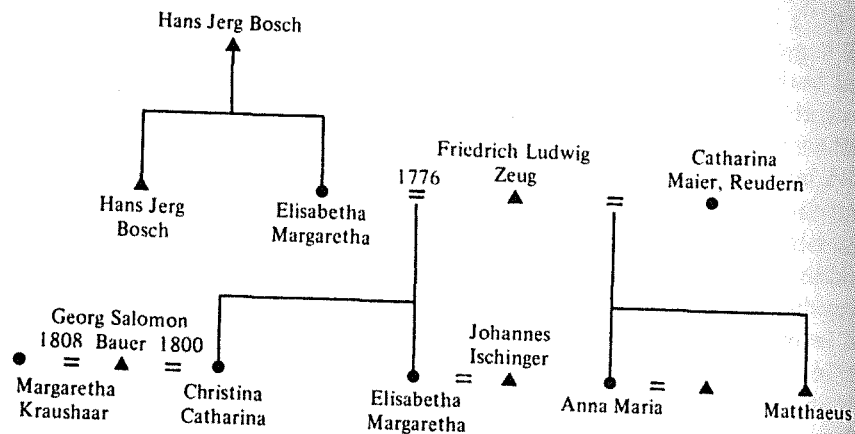 Hans Jerg Bosch
Hans Jerg
Bosch
Elisabetha
Margaretha
1776
=
Friedrich Ludwig
Zeug
=
Catharina
Maier, Reudern
Georg Salomon
1808 Bauer 1800
= =
Margaretha
Kraushaar
Christina
Catharina
Elisabetha
Margaretha
=
Johannes
Ischinger
Anna Maria
=
Matthaeus